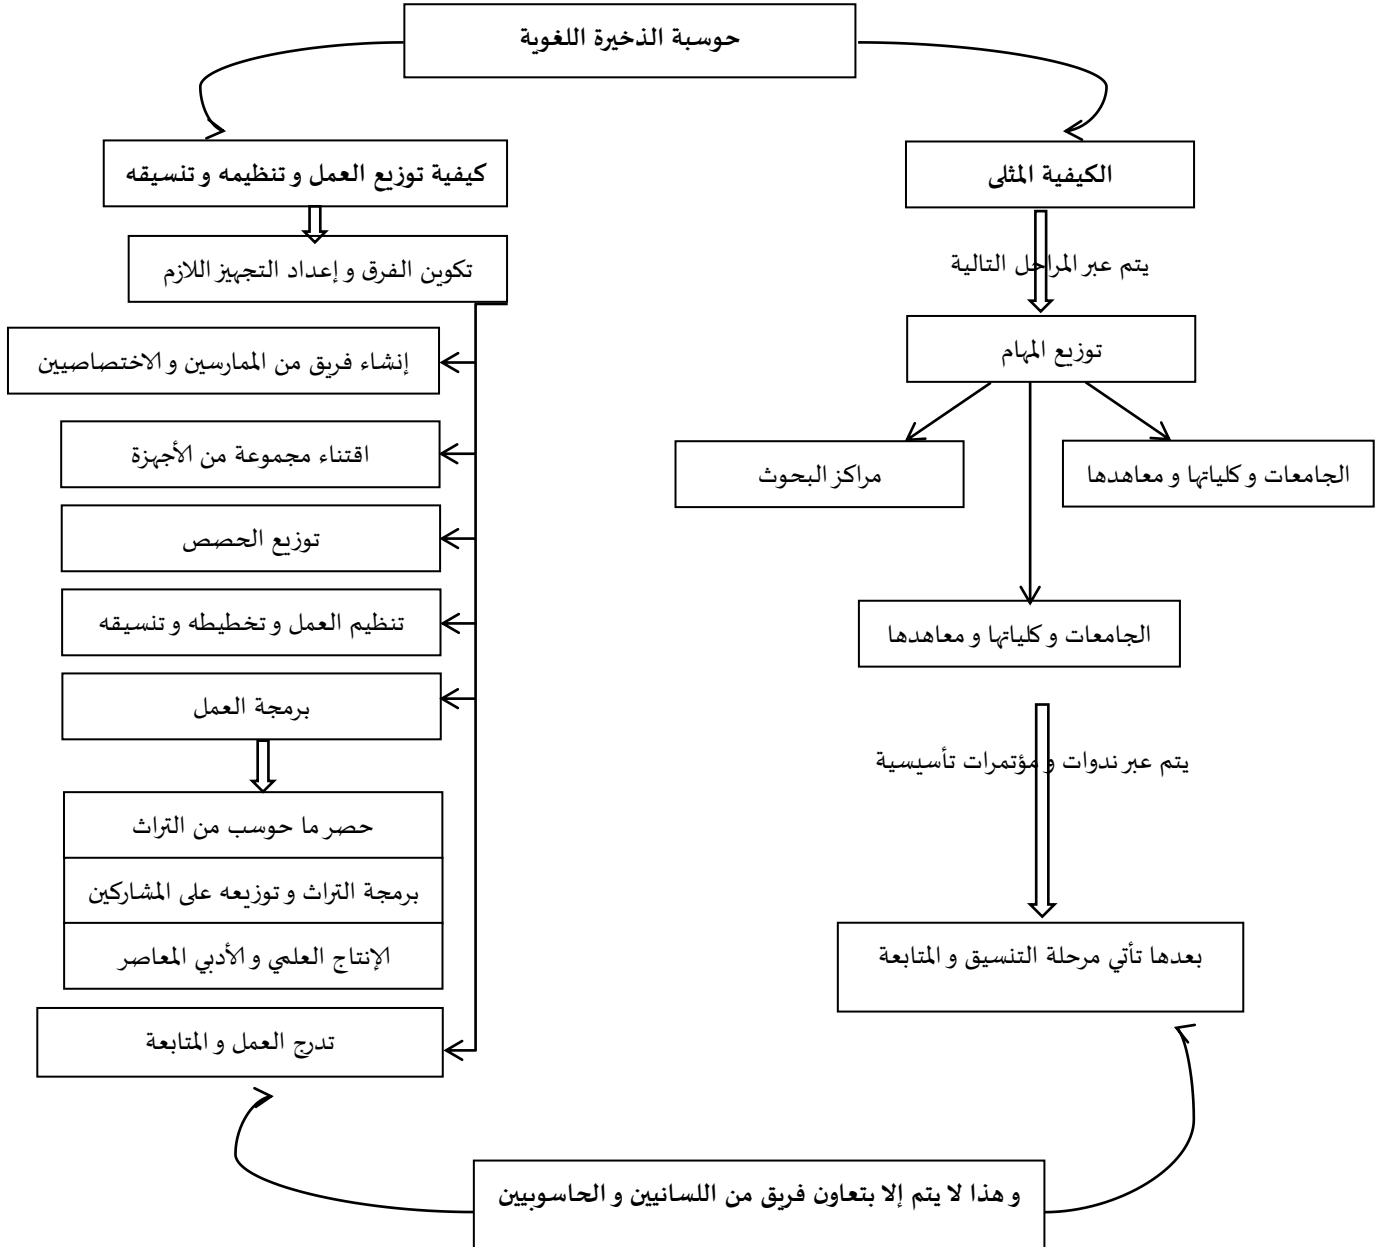 حوسبة الذخيرة اللغوية
الكيفية المثلى
يتم عبر المراحل التالية
توزيع المهام
الجامعات و كلياتها و معاهدها
مراكز البحوث
الجامعات و كلياتها و معاهدها
يتم عبر ندوات و مؤتمرات تأسيسية
بعدها تأتي مرحلة التنسيق و المتابعة
كيفية توزيع العمل و تنظيمه و تنسيقه
تكوين الفرق و إعداد التجهيز اللازم
إنشاء فريق من الممارسين و الاختصاصيين
اقتناء مجموعة من الأجهزة
توزيع الحصص
تنظيم العمل و تخطيطه و تنسيقه
برمجة العمل
حصر ما حوسب من التراث
برمجة التراث و توزيعه على المشاركين
الإنتاج العلمي و الأدبي المعاصر
تدرج العمل و المتابعة
و هذا لا يتم إلا بتعاون فريق من اللسانيين و الحاسوبيين